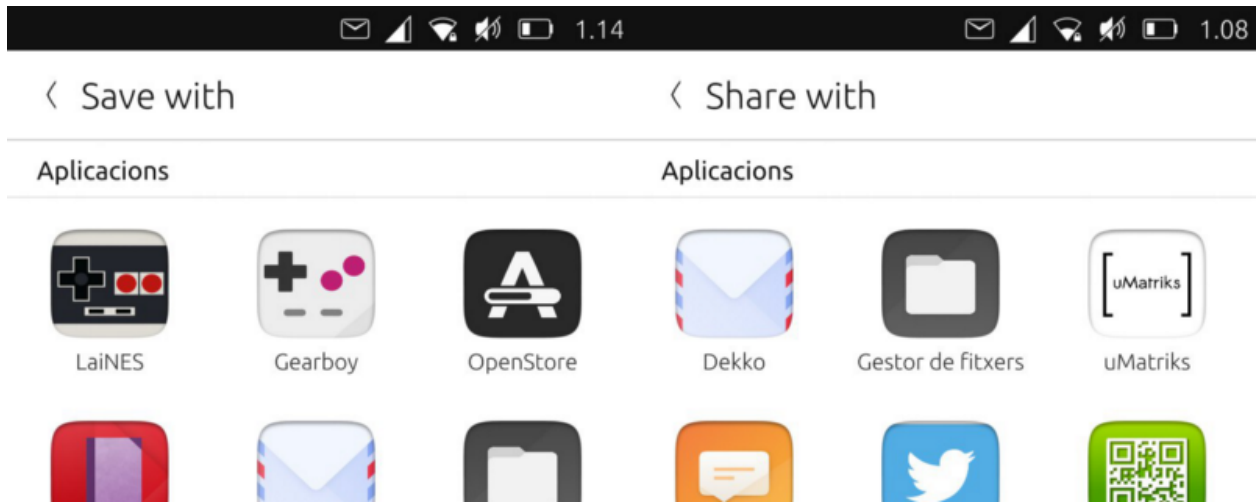 1.14
Save with
Aplicacions
LaiNES Gearboy OpenStore
1.08
Share with
Aplicacions
uMatriks
Dekko Gestor de fitxers uMatriks